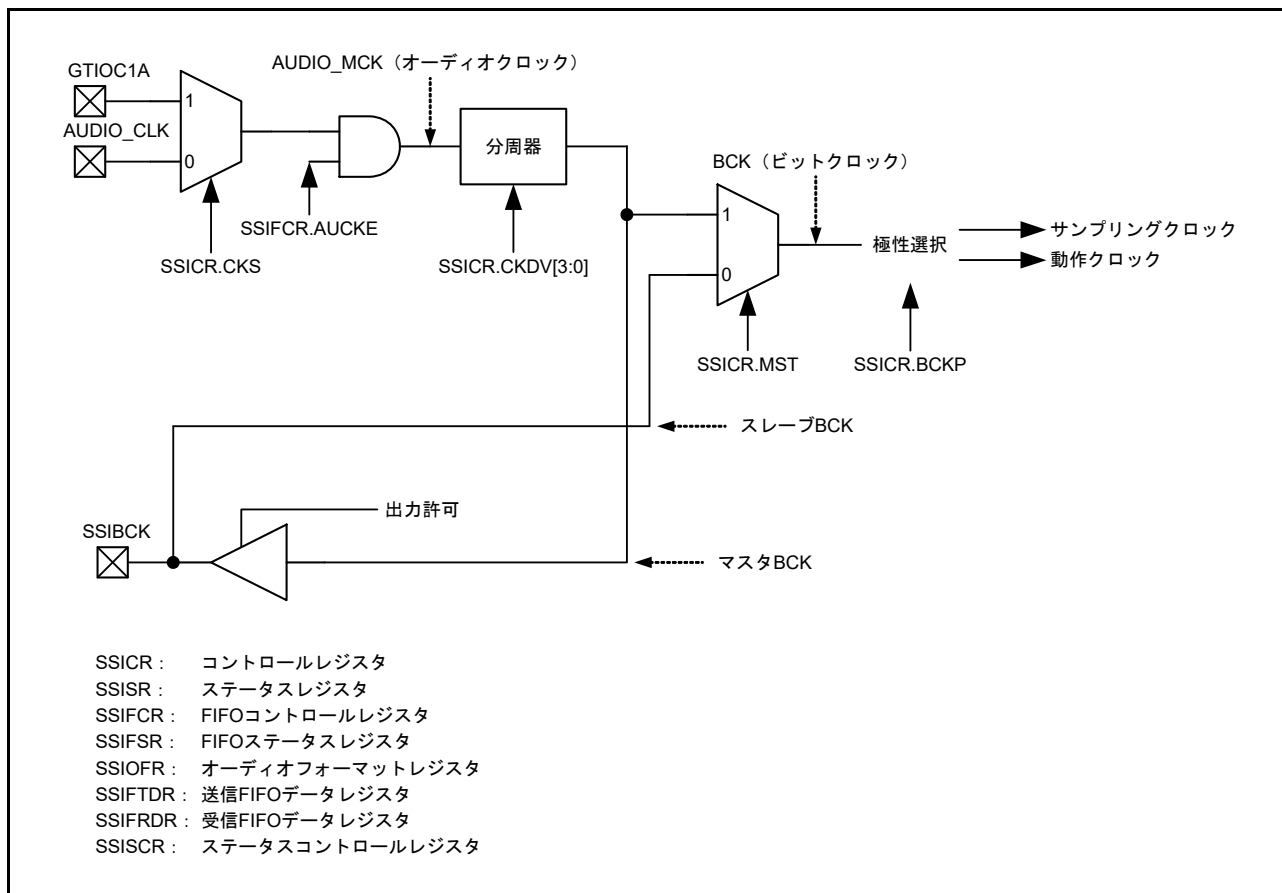 GTIOC1A
AUDIO_CLK
1
0
SSICR.CKS
SSIFCR.AUCKE
AUDIO_MCK（オーディオクロック）
分周器
SSICR.CKDV[3:0]
BCK（ビットクロック）
1
0
SSICR.MST
極性選択
SSICR.BCKP
サンプリングクロック
動作クロック
スレーブBCK
出力許可
SSIBCK
マスタBCK
SSICR： コントロールレジスタ
SSISR： ステータスレジスタ
SSIFCR： FIFOコントロールレジスタ
SSIFSR： FIFOステータスレジスタ
SSIOFR： オーディオフォーマットレジスタ
SSIFTDR： 送信FIFOデータレジスタ
SSIFRDR： 受信FIFOデータレジスタ
SSISCR： ステータスコントロールレジスタ